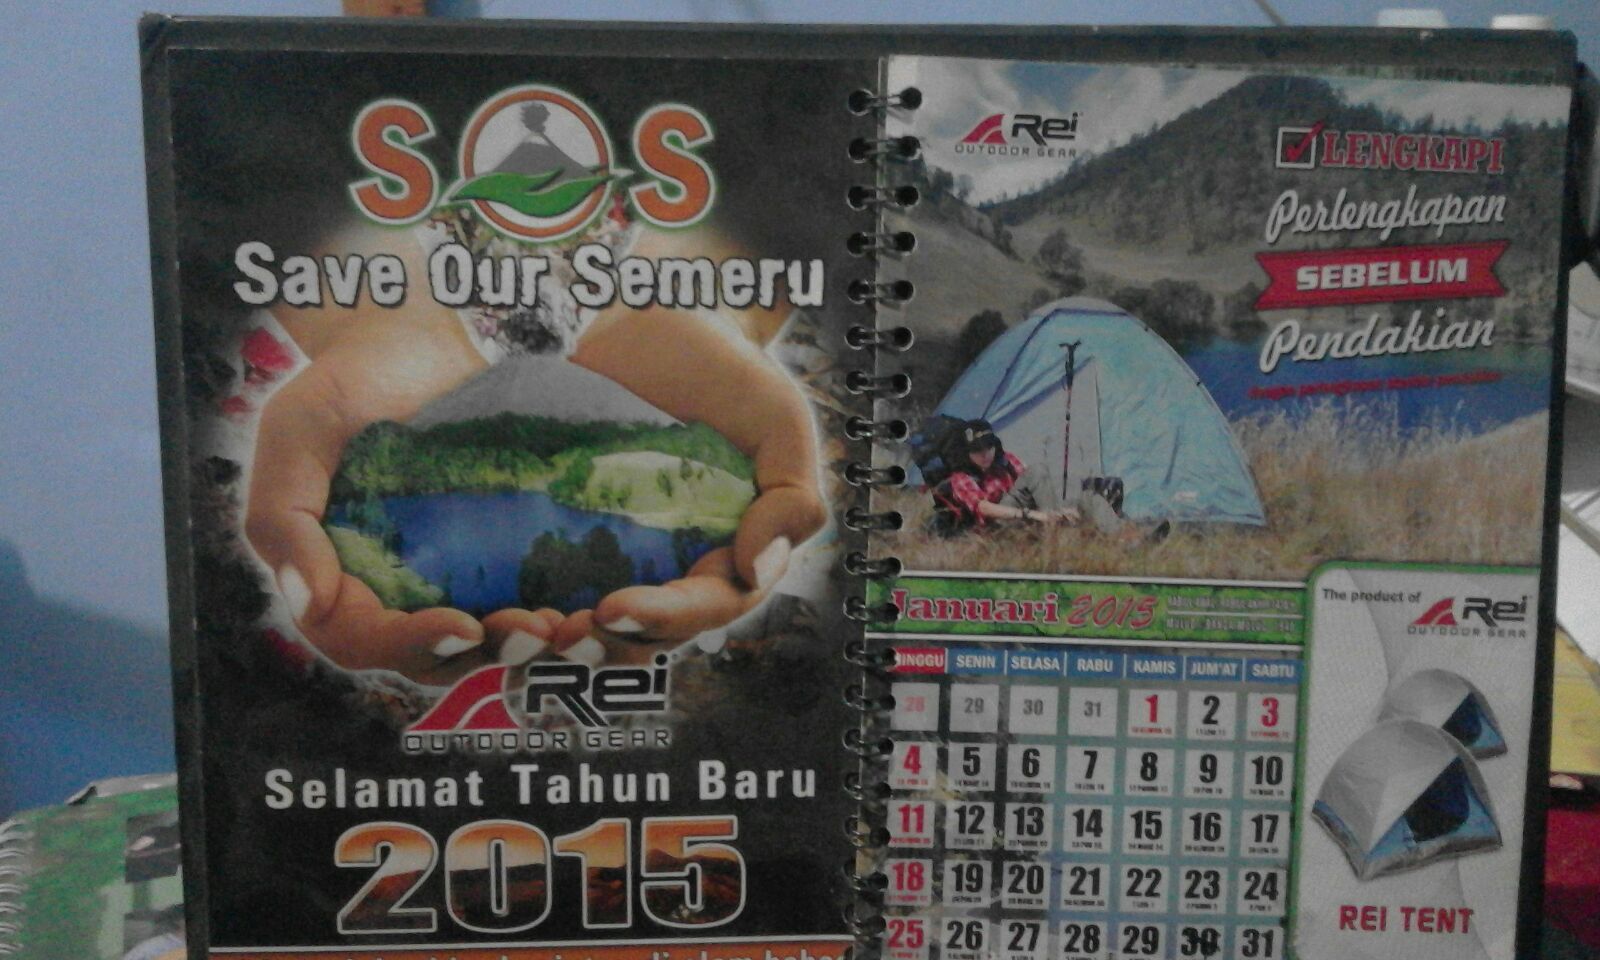 SOS
Save Our Semeru
Rei
OUTDOOR GEAR
Selamat Tahun Baru
2015
Rei
OUTDOOR GEAR
LENGKAPI
Perlengkapan
SEBELUM
Pendakian
Januari 2015
MINGGU SENIN SELASA RABU KAMIS JUM'AT SABTU
28 29 30 31 1 2 3
4 5 6 7 8 9 10
11 12 13 14 15 16 17
18 19 20 21 22 23 24
25 26 27 28 29 30 31
The product of
Rei
OUTDOOR GEAR
REI TENT